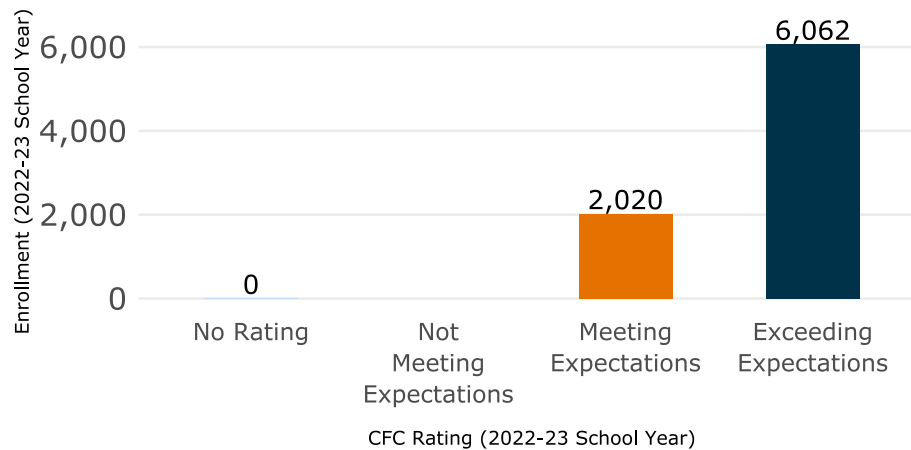 Enrollment (2022-23 School Year)
6,000
4,000
2,000
0
0
2,020
6,062
No Rating
Not
Meeting
Expectations
Meeting
Expectations
Exceeding
Expectations
CFC Rating (2022-23 School Year)